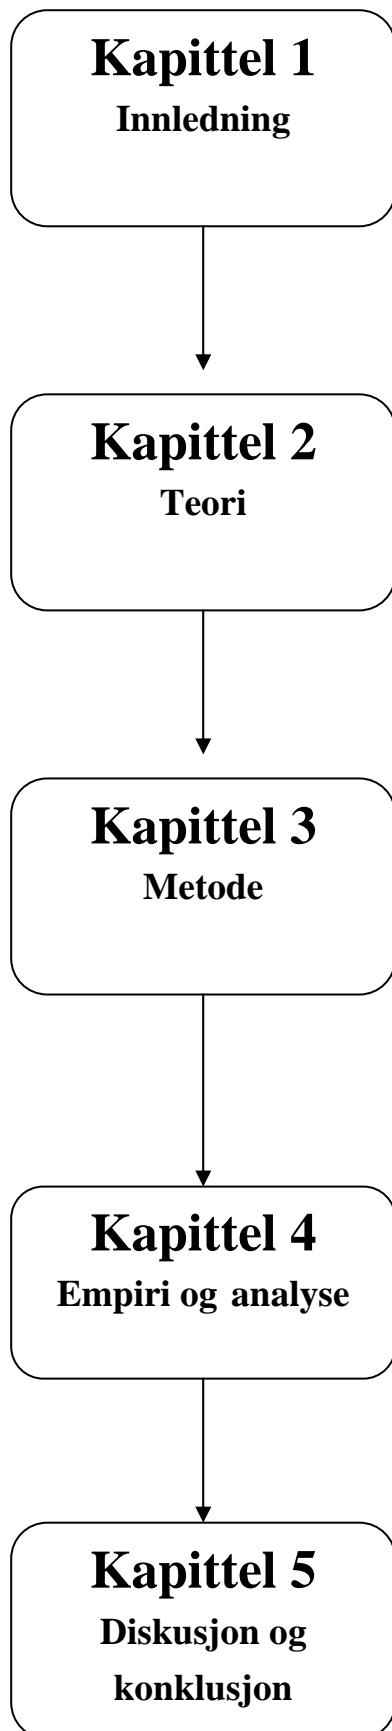 Kapittel 1
Innledning
Kapittel 2
Teori
Kapittel 3
Metode
Kapittel 4
Empiri og analyse
Kapittel 5
Diskusjon og
konklusjon